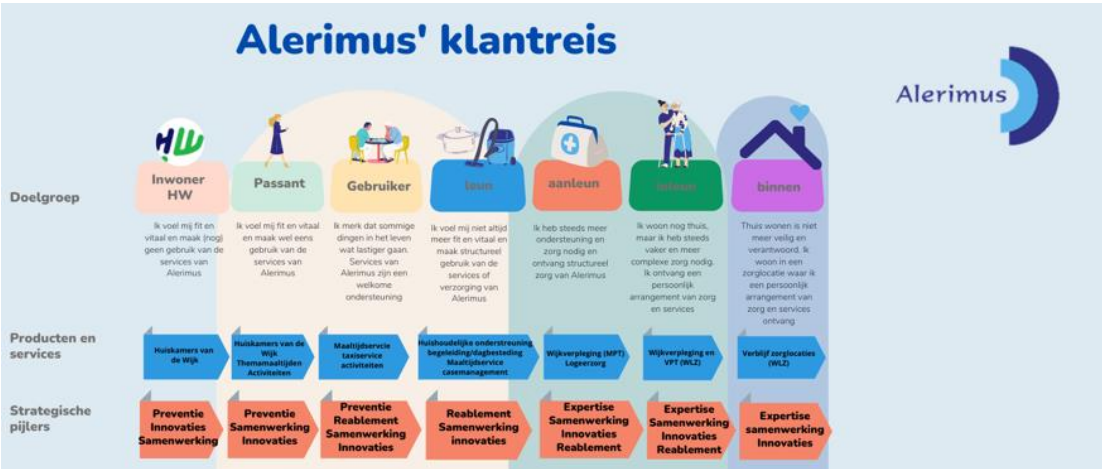 Alerimus' klantreis
Alerimus
HW
Doelgroep
Inwoner
HW
Passant
Gebruiker
leun
aanleun
inleun
binnen
Ik voel mij fit en
vitaal en maak (nog)
geen gebruik van de
services van
Alerimus
Ik voel mij fit en vitaal
en maak wel eens
gebruik van de
services van
Alerimus
Ik merk dat sommige
dingen in het leven
wat lastiger gaan.
Services van
Alerimus zijn een
welkome
ondersteuning
Ik voel mij niet altijd
meer fit en vitaal en
maak structureel
gebruik van de
services of
verzorging van
Alerimus
Ik heb steeds meer
ondersteuning en
zorg nodig en
ontvang structureel
zorg van Alerimus
Ik woon nog thuis,
maar ik heb steeds
vaker en meer
complexe zorg nodig.
Ik ontvang een
persoonlijk
arrangement van zorg
en services
Thuis wonen is niet
meer veilig en
verantwoord. Ik
woon in een
zorglocatie waar ik
een persoonlijk
arrangement van
zorg en services
ontvang
Producten en
services
Huiskamers van
de Wijk
Huiskamers van de
Wijk
Themamaaltijden
Activiteiten
Maaltijdservcie
taxiservice
activiteiten
Huishoudelijke onderstreuning
begeleiding/dagbesteding
Maaltijdservice
casemanagement
Wijkverpleging (MPT)
Logeerzorg
Wijkverpleging en
VPT (WLZ)
Verblijf zorglocaties
(WLZ)
Strategische
pijlers
Preventie
Innovaties
Samenwerking
Preventie
Samenwerking
Innovaties
Preventie
Reablement
Samenwerking
Innovaties
Reablement
Samenwerking
innovaties
Expertise
Samenwerking
Innovaties
Reablement
Expertise
Samenwerking
Innovaties
Reablement
Expertise
samenwerking
Innovaties